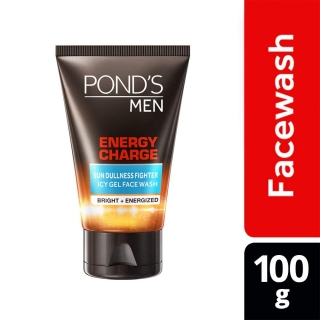 POND'S
MEN
ENERGY
CHARGE
SUN DULLNESS FIGHTER
ICY GEL FACE WASH
BRIGHT + ENERGIZED
Facewash
100
g